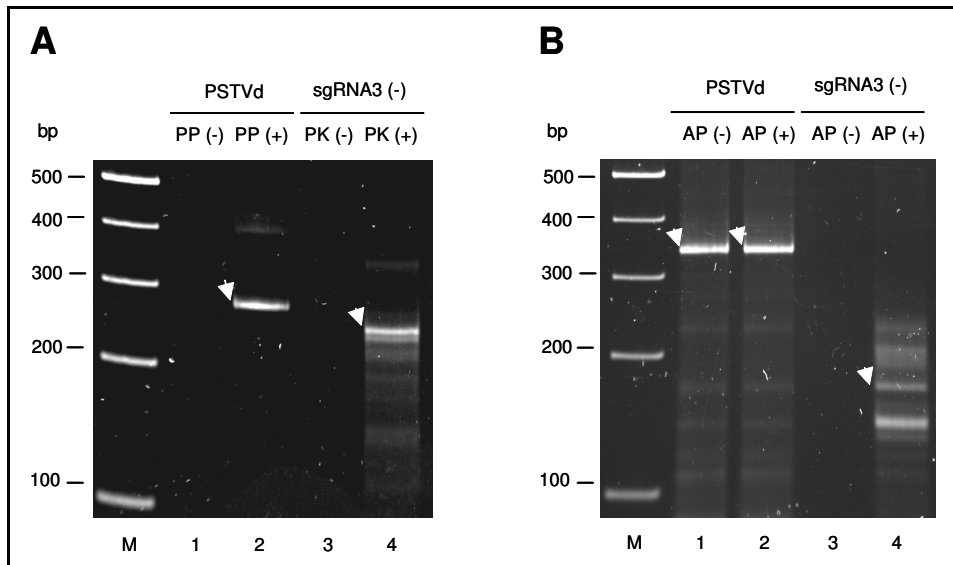 A
PSTVd sgRNA3 (-)
bp PP (-) PP (+) PK (-) PK (+)
500
400
300
200
100
M 1 2 3 4
B
PSTVd sgRNA3 (-)
bp AP (-) AP (+) AP (-) AP (+)
500
400
300
200
100
M 1 2 3 4